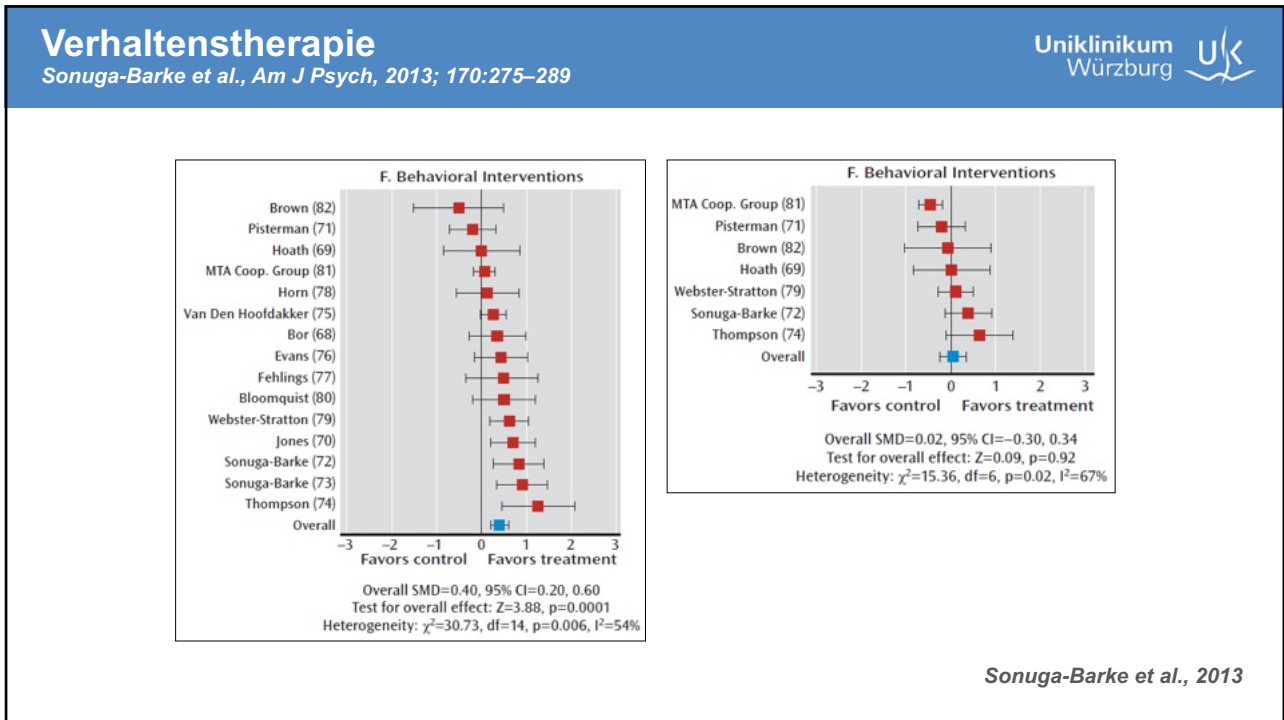 Verhaltenstherapie
Sonuga-Barke et al., Am J Psych, 2013; 170:275–289
Uniklinikum
Würzburg
UK
F. Behavioral Interventions
Brown (82)
Pisterman (71)
Hoath (69)
MTA Coop. Group (81)
Horn (78)
Van Den Hoofdakker (75)
Bor (68)
Evans (76)
Fehlings (77)
Bloomquist (80)
Webster-Stratton (79)
Jones (70)
Sonuga-Barke (72)
Sonuga-Barke (73)
Thompson (74)
Overall
−3 −2 −1 0 1 2 3
Favors control Favors treatment
Overall SMD=0.40, 95% CI=0.20, 0.60
Test for overall effect: Z=3.88, p=0.0001
Heterogeneity: χ²=30.73, df=14, p=0.006, I²=54%
F. Behavioral Interventions
MTA Coop. Group (81)
Pisterman (71)
Brown (82)
Hoath (69)
Webster-Stratton (79)
Sonuga-Barke (72)
Thompson (74)
Overall
−3 −2 −1 0 1 2 3
Favors control Favors treatment
Overall SMD=0.02, 95% CI=−0.30, 0.34
Test for overall effect: Z=0.09, p=0.92
Heterogeneity: χ²=15.36, df=6, p=0.02, I²=67%
Sonuga-Barke et al., 2013